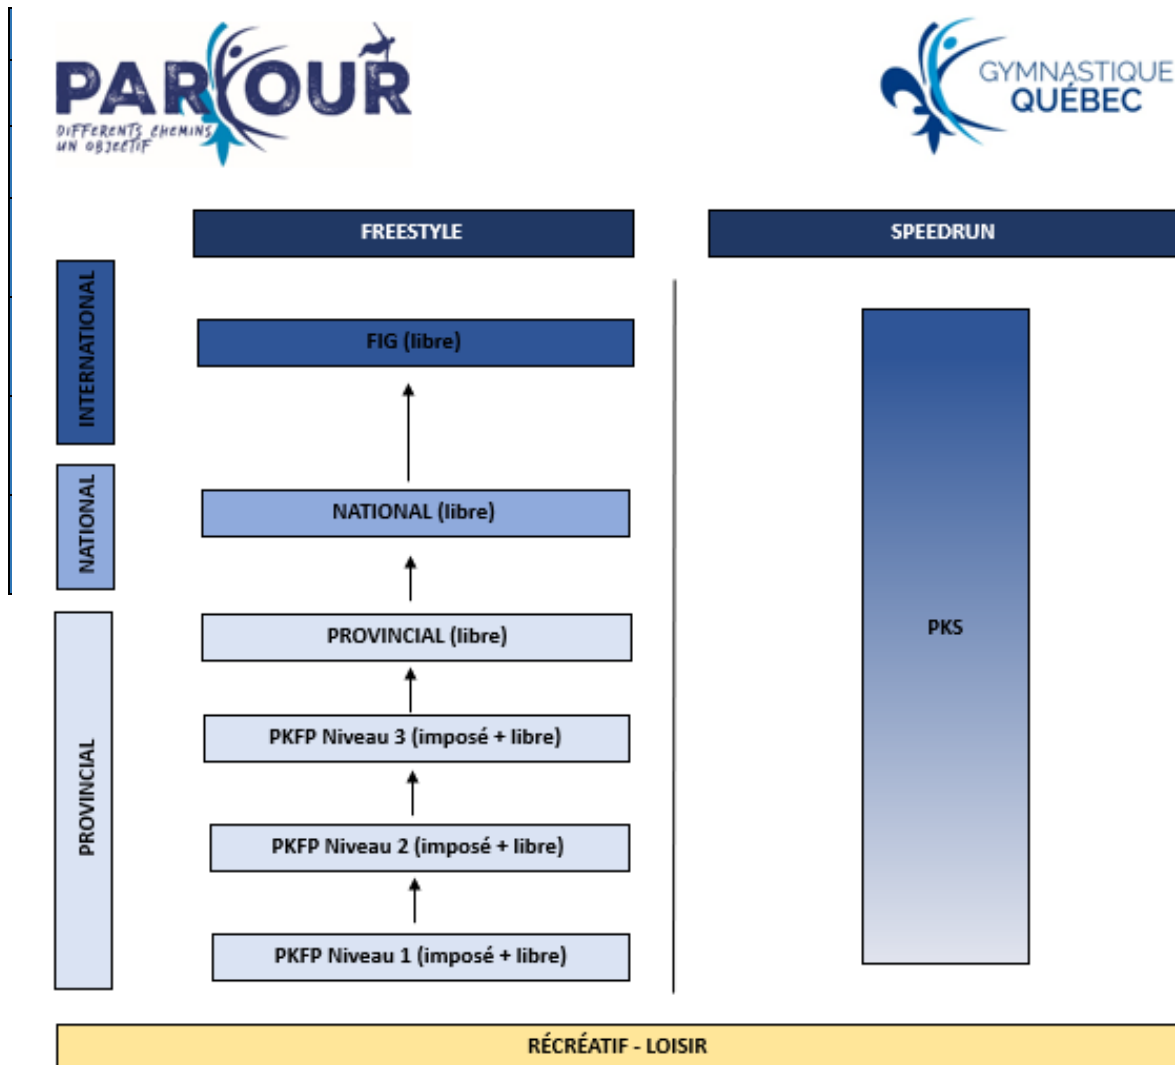 PARKOUR
DIFFERENTS CHEMINS
UN OBJECTIF
GYMNASTIQUE
QUÉBEC
FREESTYLE
SPEEDRUN
INTERNATIONAL
FIG (libre)
NATIONAL
NATIONAL (libre)
PROVINCIAL
PROVINCIAL (libre)
PKFP Niveau 3 (imposé + libre)
PKFP Niveau 2 (imposé + libre)
PKFP Niveau 1 (imposé + libre)
PKS
RÉCRÉATIF - LOISIR